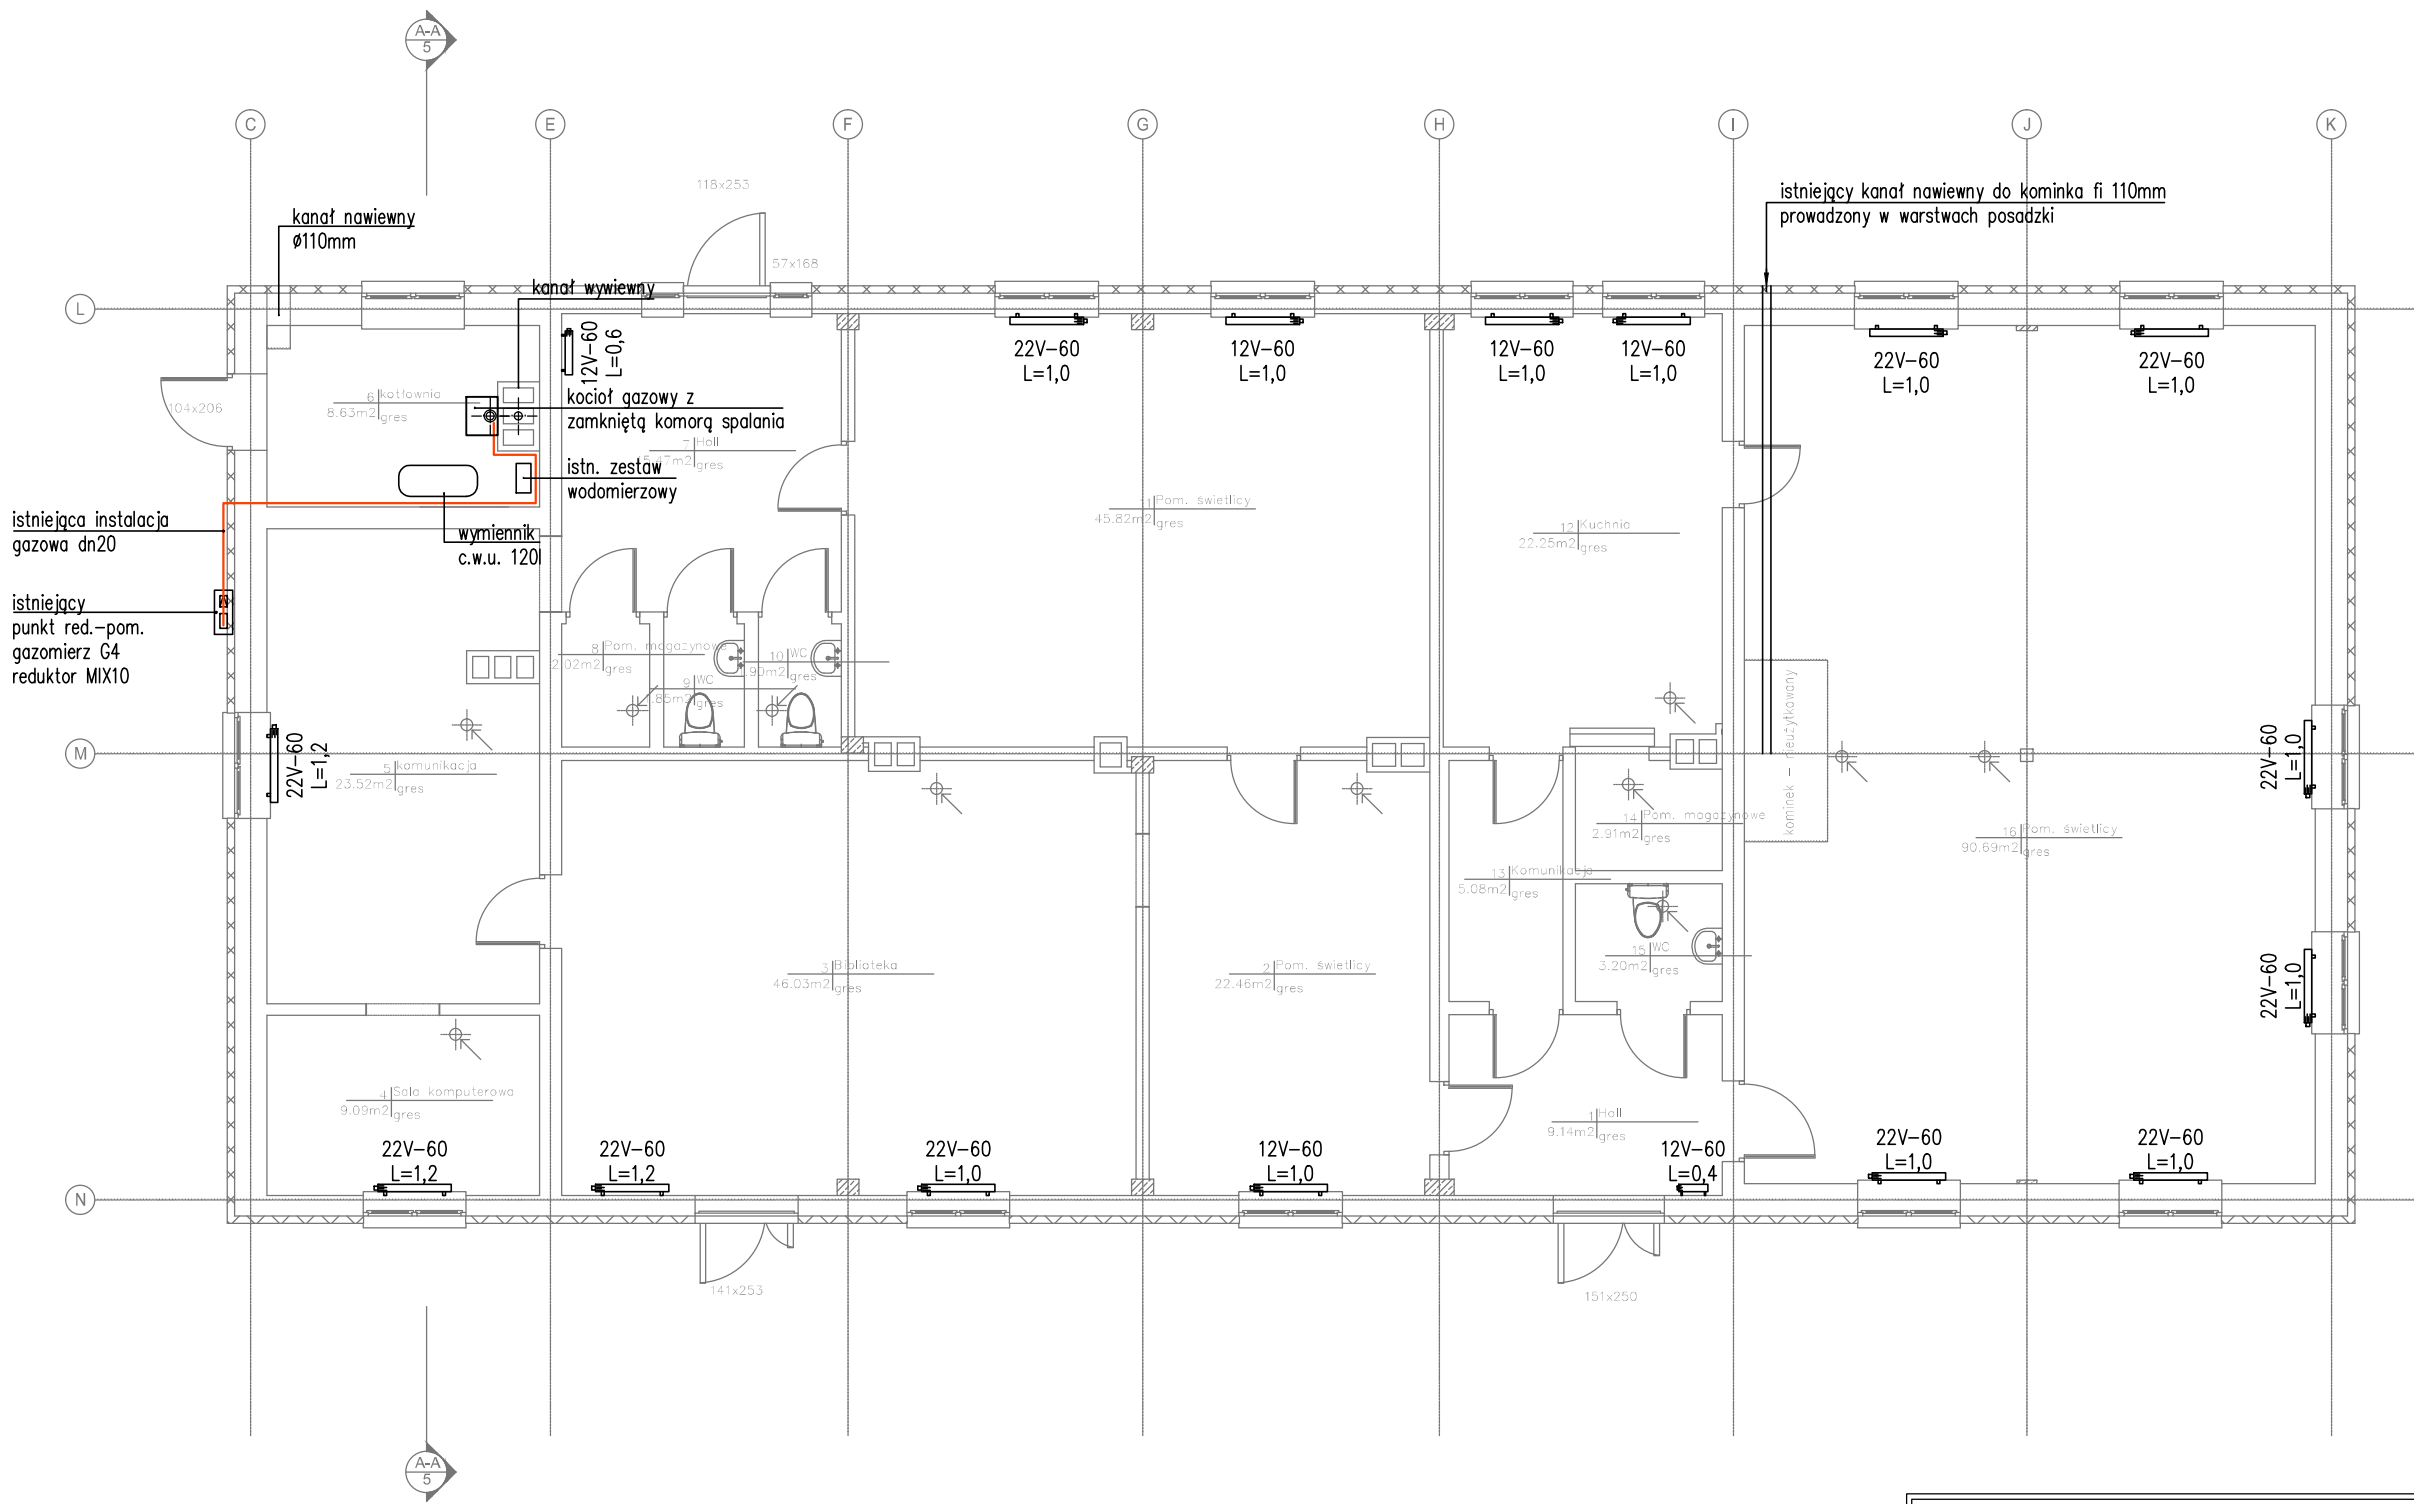 A-A
5
C
E
F
G
H
I
J
K
118x253
istniejący kanał nawiewny do kominka fi 110mm
prowadzony w warstwach posadzki
kanał nawiewny
ø110mm
57x168
kanał wywiewny
L
12V-60
L=0,6
22V-60
L=1,0
12V-60
L=1,0
12V-60
L=1,0
12V-60
L=1,0
22V-60
L=1,0
22V-60
L=1,0
104x206
6 kotłownia
8.63m2 gres
kocioł gazowy z
zamkniętą komorą spalania
7 Holl
gres
istn. zestaw
wodomierzowy
11 Pom. świetlicy
45.82m2 gres
12 Kuchnia
22.25m2 gres
istniejąca instalacja
gazowa dn20
wymiennik
c.w.u. 120l
istniejący
punkt red.-pom.
gazomierz G4
reduktor MIX10
8 Pom. magazynowe
2.02m2 gres
10 WC
gres
9 WC
gres
kominek - nieużytkowany
M
22V-60
L=1,2
5 komunikacja
23.52m2 gres
22V-60
L=1,0
14 Pom. magazynowe
2.91m2 gres
16 Pom. świetlicy
90.69m2 gres
13 Komunikacja
5.08m2 gres
15 WC
3.20m2 gres
3 Biblioteka
46.03m2 gres
2 Pom. świetlicy
22.46m2 gres
22V-60
L=1,0
4 Sala komputerowa
9.09m2 gres
1 Holl
9.14m2 gres
22V-60
L=1,2
22V-60
L=1,2
22V-60
L=1,0
12V-60
L=1,0
12V-60
L=0,4
22V-60
L=1,0
22V-60
L=1,0
N
141x253
151x250
A-A
5